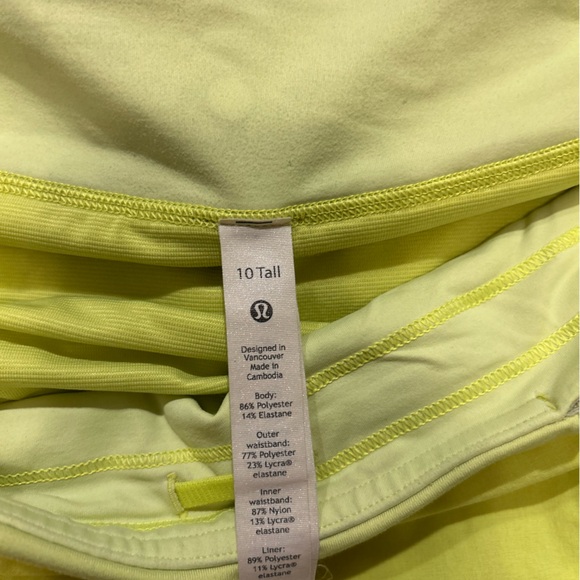 10 Tall
Designed in
Vancouver
Made in
Cambodia
Body:
86% Polyester
14% Elastane
Outer
waistband:
77% Polyester
23% Lycra®
elastane
Inner
waistband:
87% Nylon
13% Lycra®
elastane
Liner:
89% Polyester
11% Lycra®
elastane